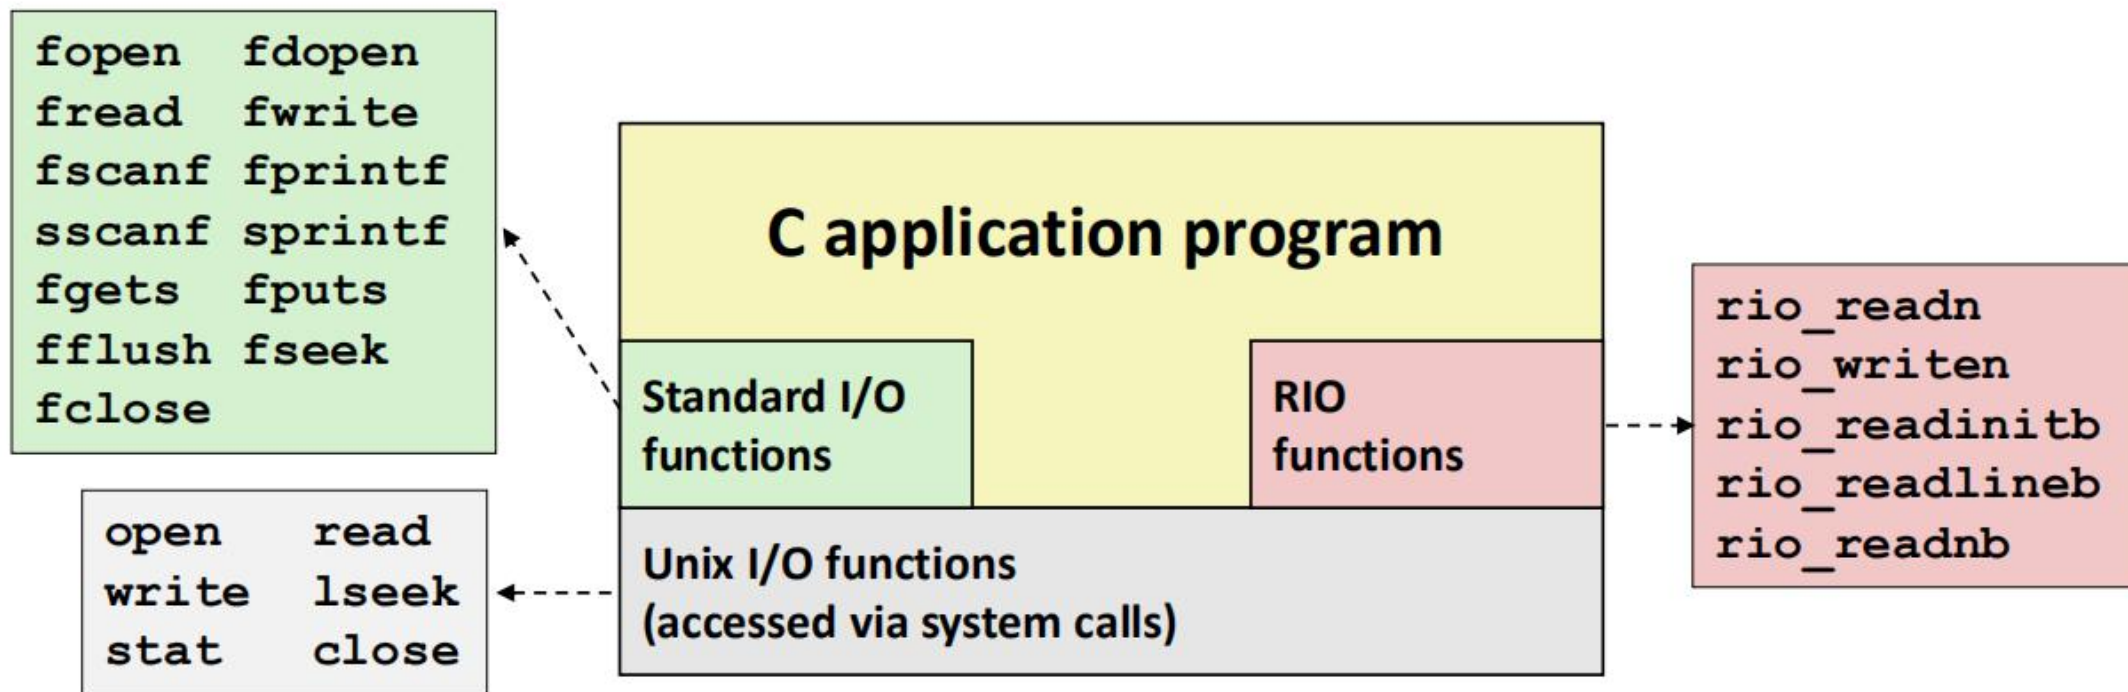 fopen fdopen
fread fwrite
fscanf fprintf
sscanf sprintf
fgets fputs
fflush fseek
fclose
open read
write lseek
stat close
C application program
Standard I/O
functions
RIO
functions
Unix I/O functions
(accessed via system calls)
rio_readn
rio_writen
rio_readinitb
rio_readlineb
rio_readnb